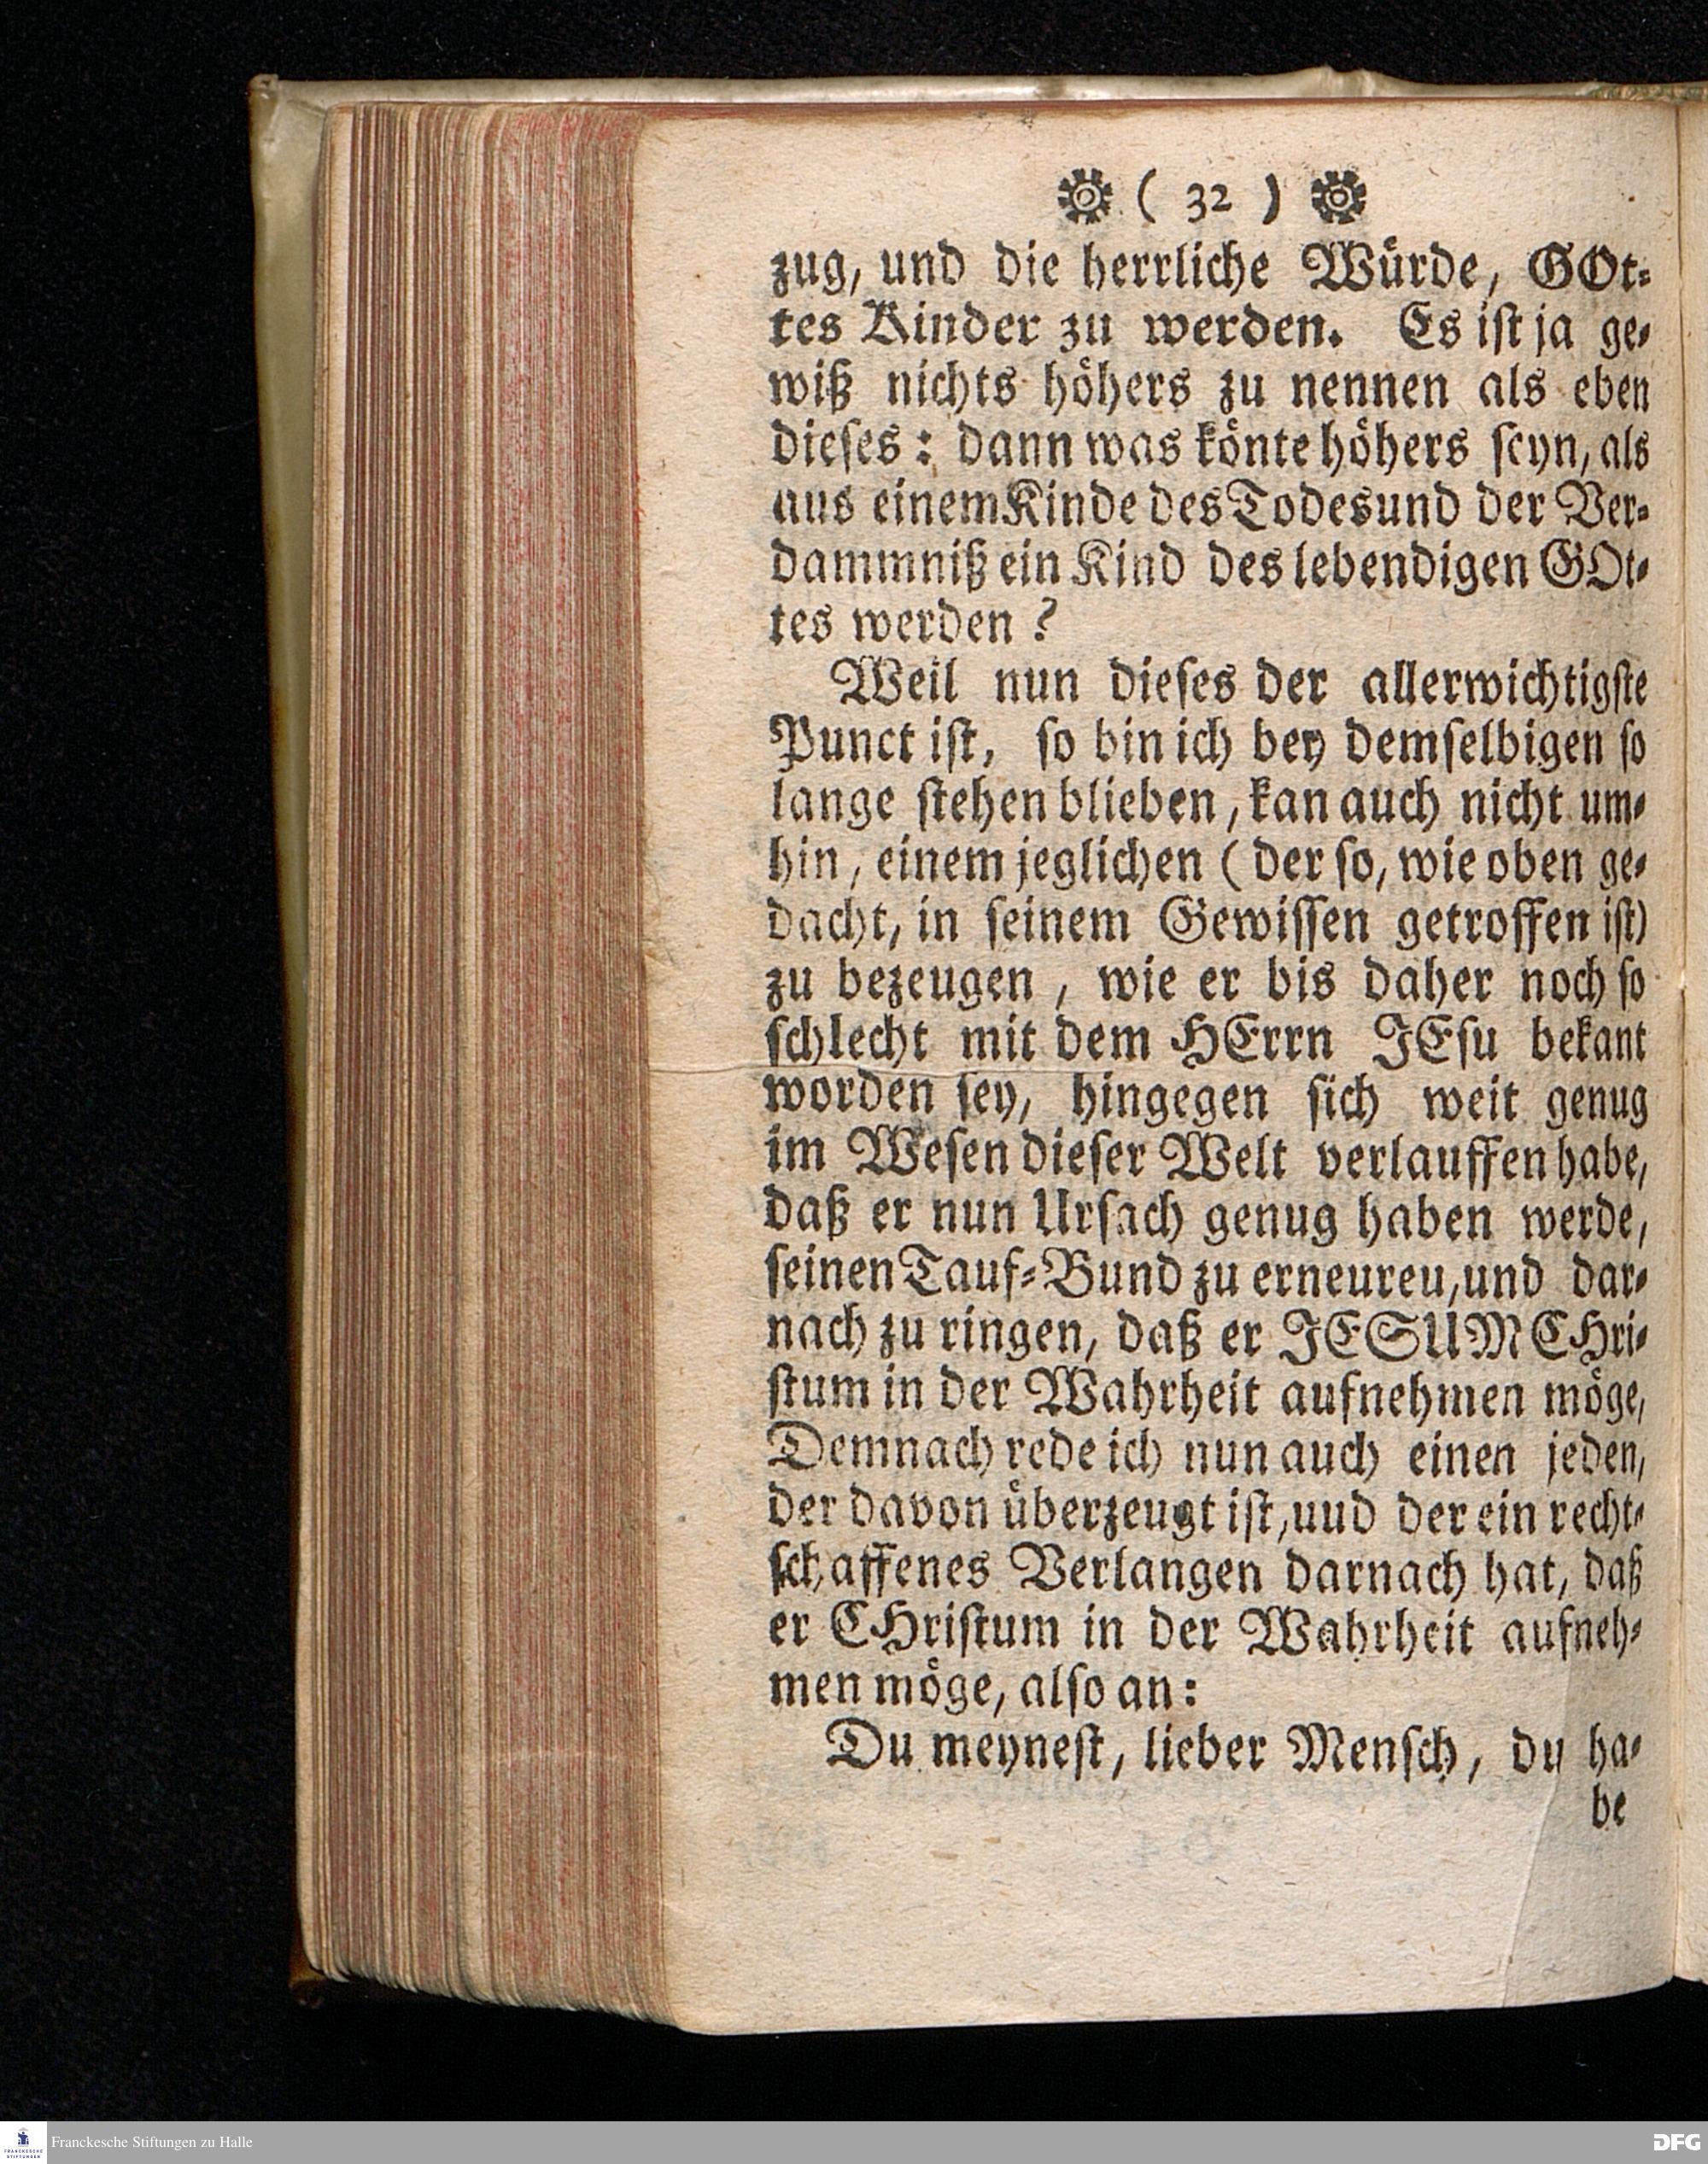 ( 32 )
zug, und die herrliche Würde, GOt⸗
tes Kinder zu werden. Es iſt ja ge⸗
wiß nichts höhers zu nennen als eben
dieſes: dann was könte höhers ſeyn, als
aus einem Kinde des Todes und der Ver⸗
dammniß ein Kind des lebendigen GOt⸗
tes werden?
Weil nun dieſes der allerwichtigſte
Punct iſt, ſo bin ich bey demſelbigen ſo
lange ſtehen blieben, kan auch nicht um⸗
hin, einem jeglichen (der ſo, wie oben ge⸗
dacht, in ſeinem Gewiſſen getroffen iſt)
zu bezeugen, wie er bis daher noch ſo
ſchlecht mit dem HErrn JEſu bekant
worden ſey, hingegen ſich weit genug
im Weſen dieſer Welt verlauffen habe,
daß er nun Urſach genug haben werde,
ſeinen Tauf⸗Bund zu erneureu, und dar⸗
nach zu ringen, daß er JESUM CHri⸗
ſtum in der Wahrheit aufnehmen möge,
Demnach rede ich nun auch einen jeden,
der davon überzeugt iſt, uud der ein recht⸗
ſchaffenes Verlangen darnach hat, daß
er CHriſtum in der Wahrheit aufneh⸗
men möge, alſo an:
Du meyneſt, lieber Menſch, du ha⸗
be
FRANCKESCHE
STIFTUNGEN
Franckesche Stiftungen zu Halle
DFG